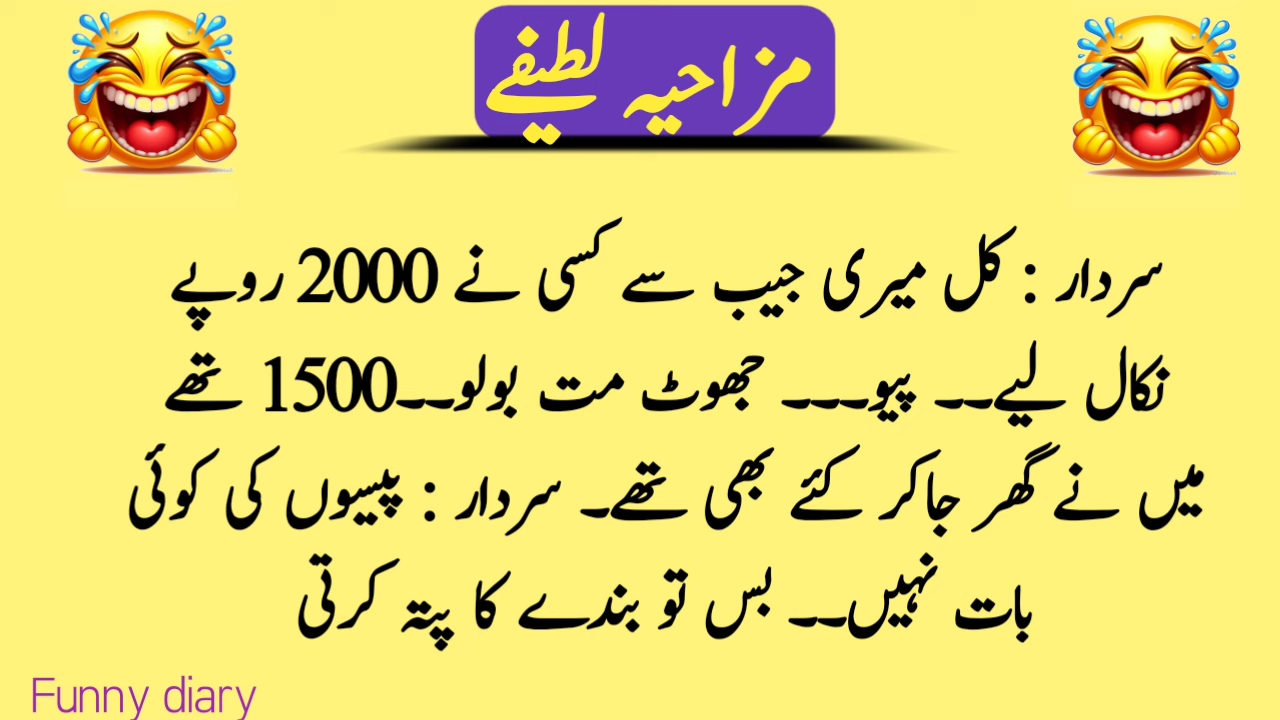 مزاحیہ لطیفے
سردار : کل میری جیب سے کسی نے 2000 روپے
نکال لیے۔۔ پیو۔۔۔ جھوٹ مت بولو۔۔1500 تھے
میں نے گھر جاکر گئے بھی تھے۔ سردار : پیسوں کی کوئی
بات نہیں۔۔ بس تو بندے کا پتہ کرتی
Funny diary